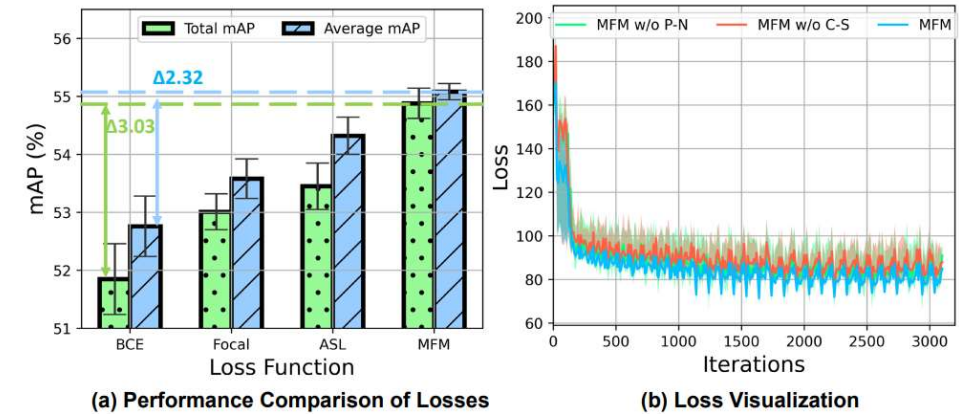 Total mAP Average mAP
56
55
54
53
52
51
mAP (%)
Δ2.32
Δ3.03
BCE Focal ASL MFM
Loss Function
(a) Performance Comparison of Losses
MFM w/o P-N MFM w/o C-S MFM
200
180
160
140
120
100
80
60
Loss
0 500 1000 1500 2000 2500 3000
Iterations
(b) Loss Visualization